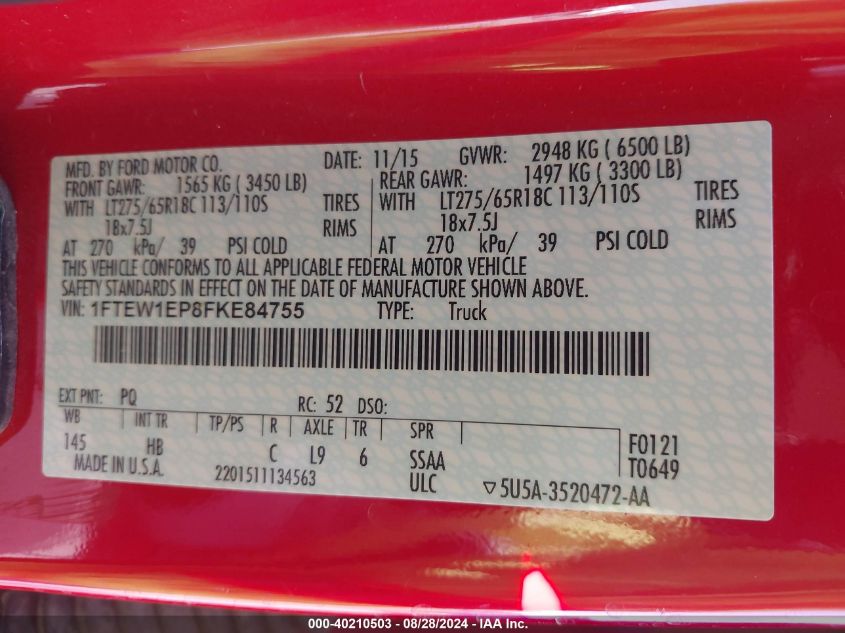 MFD. BY FORD MOTOR CO. DATE: 11/15 GVWR: 2948 KG ( 6500 LB)
FRONT GAWR: 1565 KG ( 3450 LB) REAR GAWR: 1497 KG ( 3300 LB)
WITH LT275/65R18C 113/110S TIRES WITH LT275/65R18C 113/110S TIRES
18x7.5J RIMS 18x7.5J RIMS
AT 270 kPa/ 39 PSI COLD AT 270 kPa/ 39 PSI COLD
THIS VEHICLE CONFORMS TO ALL APPLICABLE FEDERAL MOTOR VEHICLE
SAFETY STANDARDS IN EFFECT ON THE DATE OF MANUFACTURE SHOWN ABOVE.
VIN: 1FTEW1EP8FKE84755 TYPE: Truck
EXT PNT: PQ RC: 52 DSO:
WB INT TR TP/PS R AXLE TR SPR
145 HB C L9 6 SSAA F0121
T0649
MADE IN U.S.A. 2201511134563 ULC ▽5U5A-3520472-AA
000-40210503 - 08/28/2024 - IAA Inc.